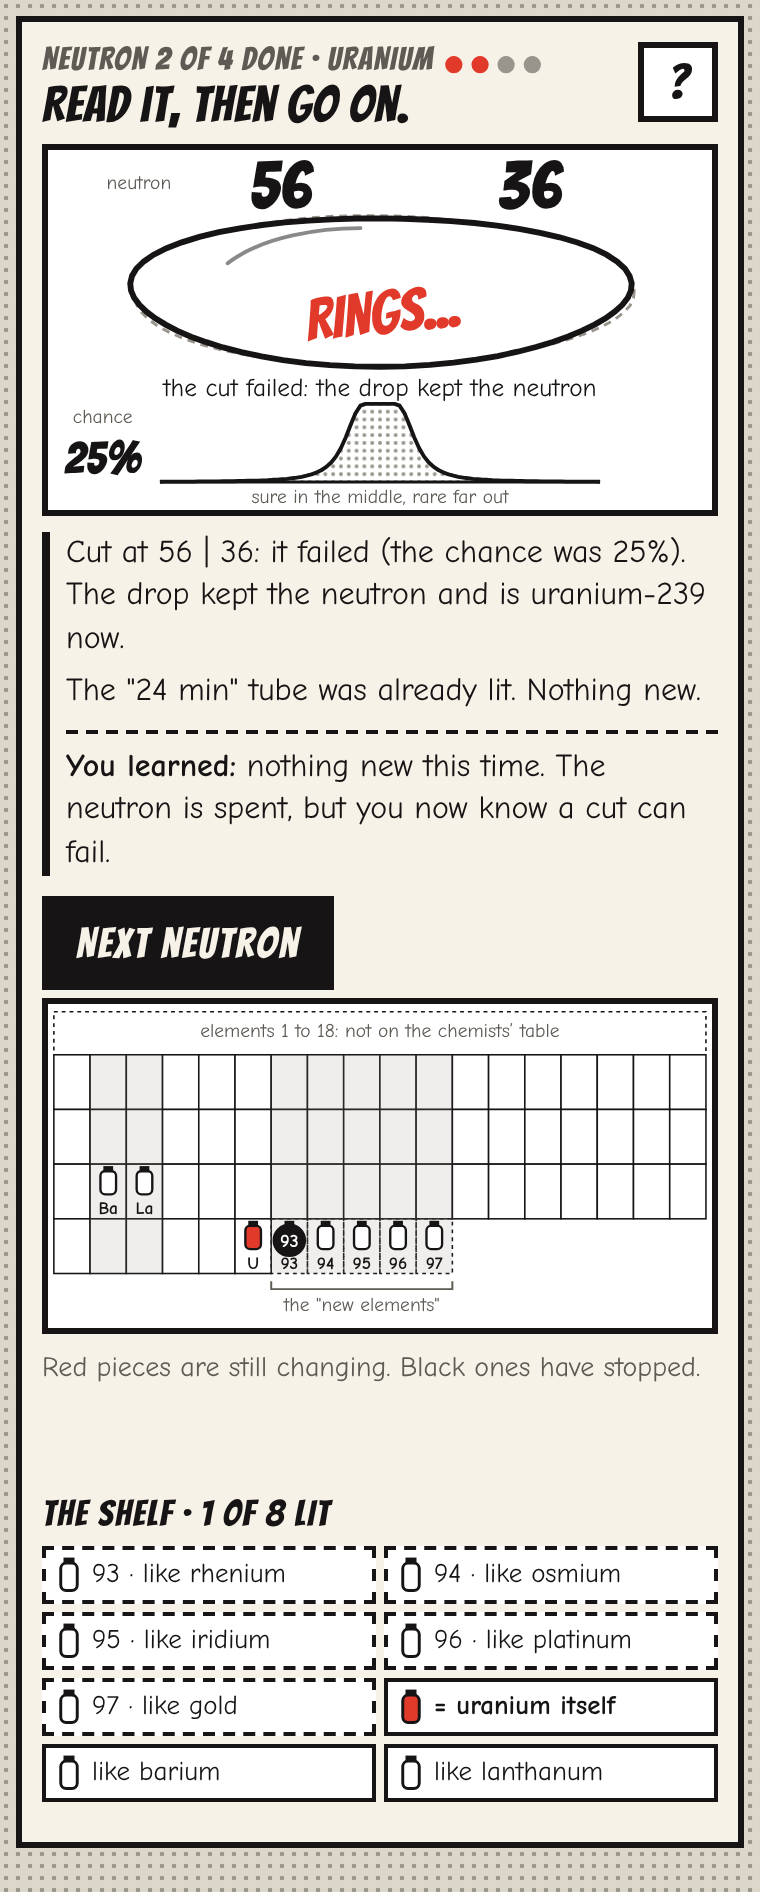 NEUTRON 2 OF 4 DONE · URANIUM
READ IT, THEN GO ON.
?
neutron
56
36
RINGS...
the cut failed: the drop kept the neutron
chance
25%
sure in the middle, rare far out
Cut at 56 | 36: it failed (the chance was 25%).
The drop kept the neutron and is uranium-239
now.
The "24 min" tube was already lit. Nothing new.
You learned: nothing new this time. The
neutron is spent, but you now know a cut can
fail.
NEXT NEUTRON
elements 1 to 18: not on the chemists' table
Ba La
93
U 93 94 95 96 97
the "new elements"
Red pieces are still changing. Black ones have stopped.
THE SHELF · 1 OF 8 LIT
93 · like rhenium
94 · like osmium
95 · like iridium
96 · like platinum
97 · like gold
= uranium itself
like barium
like lanthanum